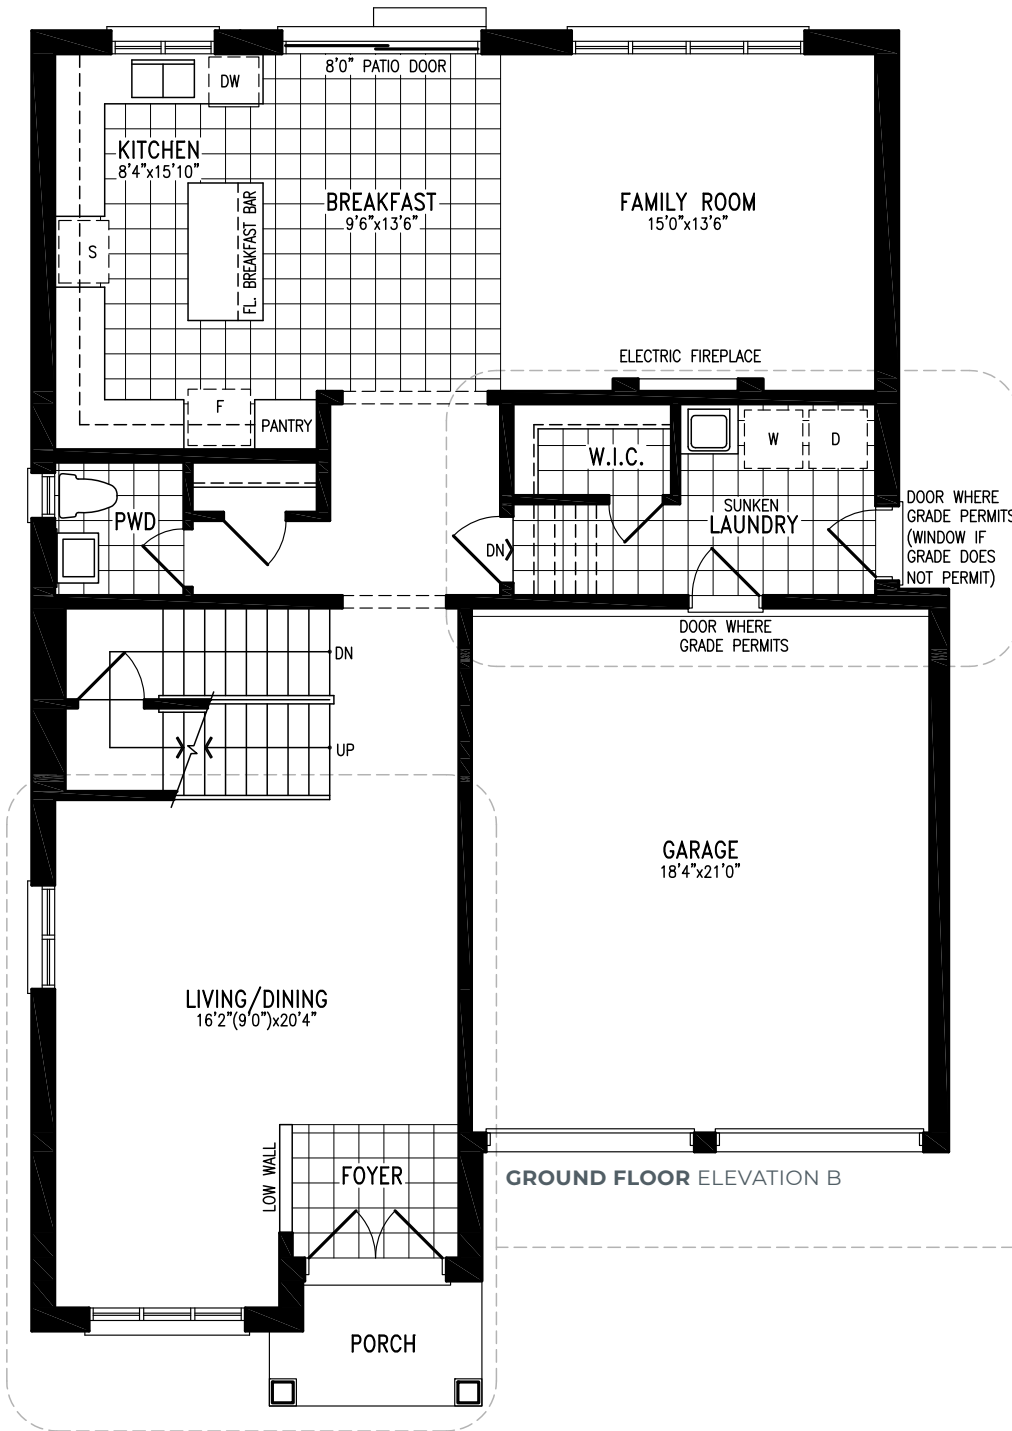 8'0" PATIO DOOR
DW
KITCHEN
8'4"x15'10"
BREAKFAST
9'6"x13'6"
FAMILY ROOM
15'0"x13'6"
S
FL. BREAKFAST BAR
ELECTRIC FIREPLACE
F
PANTRY
W.I.C.
W
D
PWD
SUNKEN
LAUNDRY
DN
DOOR WHERE
GRADE PERMITS
(WINDOW IF
GRADE DOES
NOT PERMIT)
DOOR WHERE
GRADE PERMITS
DN
UP
GARAGE
18'4"x21'0"
LIVING/DINING
16'2"(9'0")x20'4"
LOW WALL
FOYER
GROUND FLOOR ELEVATION B
PORCH